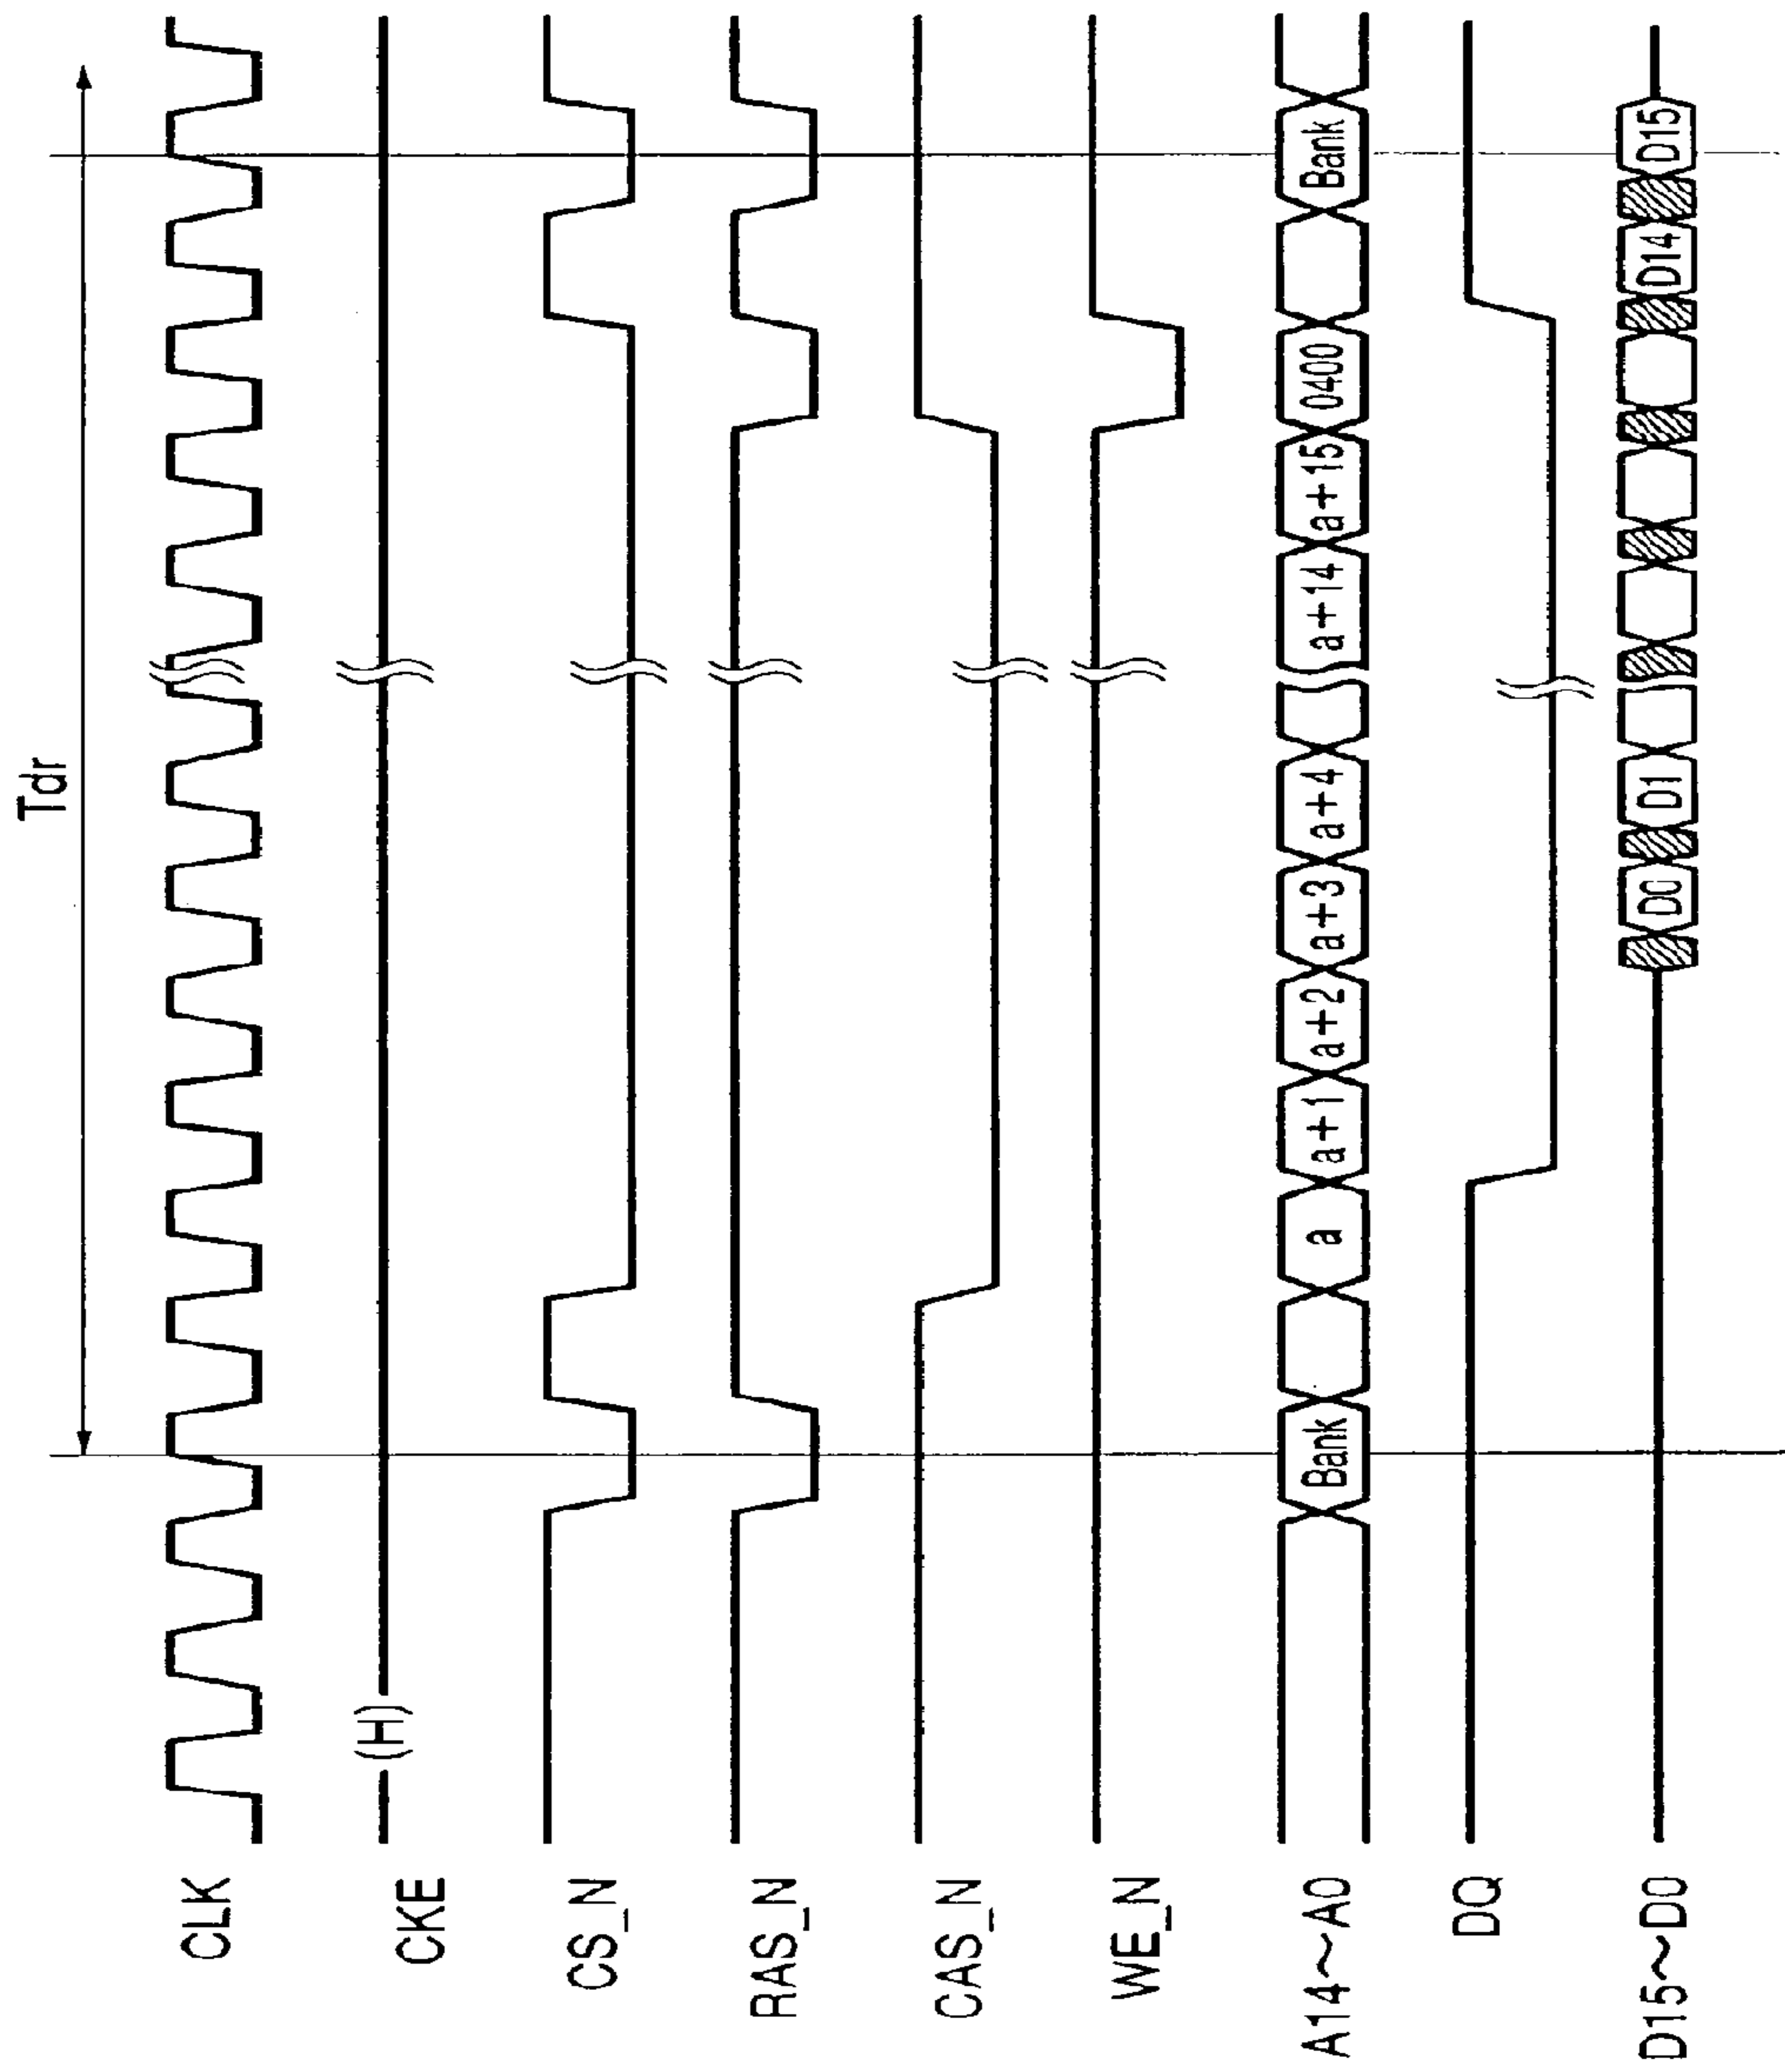 Tdr
CLK
CKE (H)
CS_N
RAS_N
CAS_N
WE_N
A14~A0 Bank a a+1 a+2 a+3 a+4 a+14 a+15 0400 Bank
DQ
D15~D0 D0 D1 D14 D15